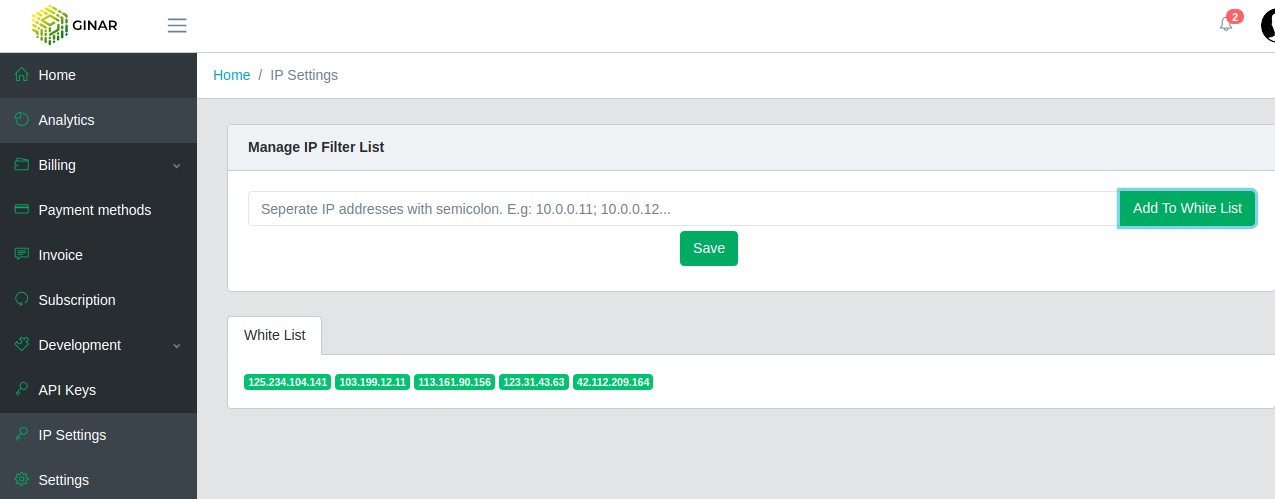 GINAR
2
Home
Analytics
Billing
Payment methods
Invoice
Subscription
Development
API Keys
IP Settings
Settings
Home / IP Settings
Manage IP Filter List
Seperate IP addresses with semicolon. E.g: 10.0.0.11; 10.0.0.12...
Add To White List
Save
White List
125.234.104.141 103.199.12.11 113.161.90.156 123.31.43.63 42.112.209.164